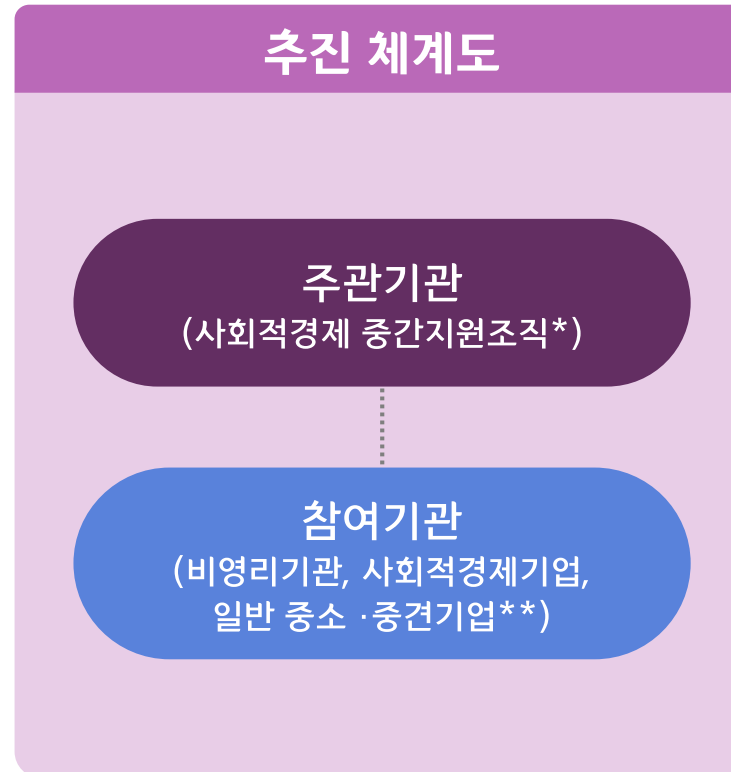 추진 체계도
주관기관
(사회적경제 중간지원조직*)
참여기관
(비영리기관, 사회적경제기업,
일반 중소 ·중견기업**)